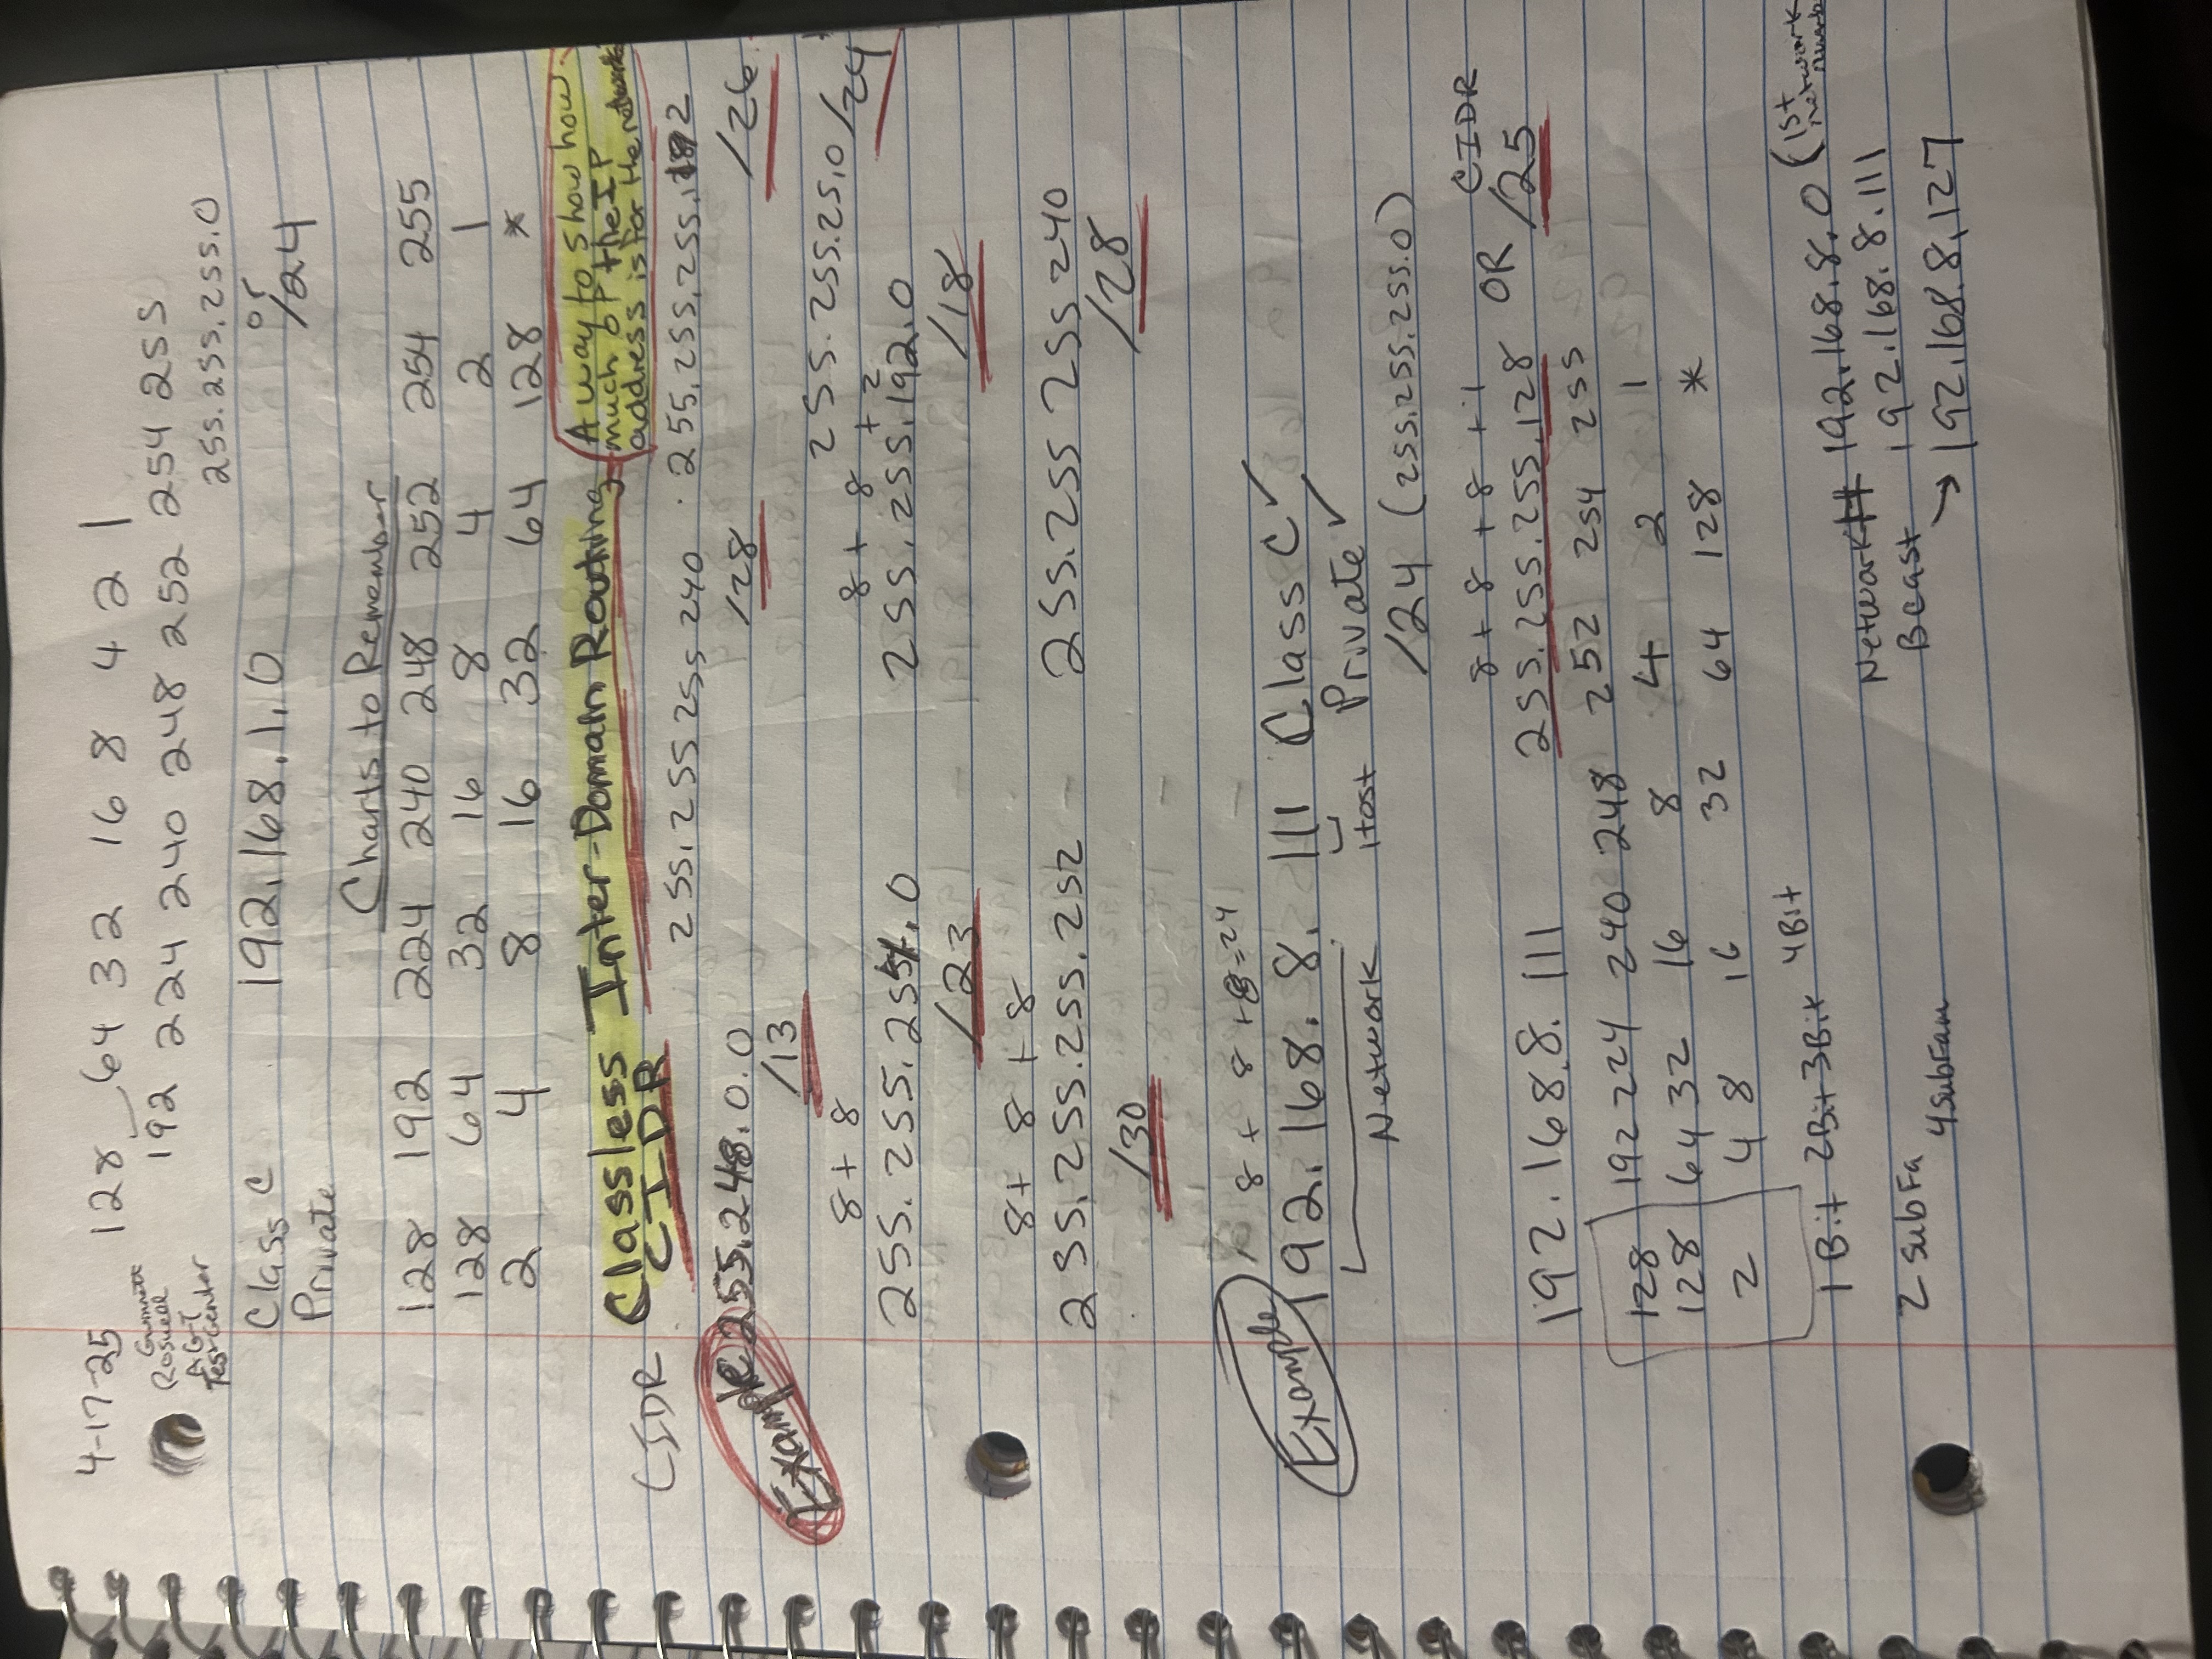 4-17-25 128 64 32 16 8 4 2 1
Gwinnett
Roswell
AGT
Test Center
192 224 240 248 252 254 255
255.255.255.0
Class C 192.168.1.0 or
Private /24
Charts to Remember
128 192 224 240 248 252 254 255
128 64 32 16 8 4 2 1
2 4 8 16 32 64 128 *
Classless Inter-Domain Routing
A way to show how
much of the IP
address is for the network
CIDR CIDR
255.255 255 240 255.255.255.192
Example 255.248.0.0 /28 /26
/13
255.255.25.0 /24
8 + 8 8 + 8 + 2
255.255.254.0 255.255.192.0
/23 /18
8 + 8 + 8
255.255.255.252 255.255 255 240
/30 /28
8 + 8 + 8 = 24
Example 192.168.8.111 Class C ✓
Network Host Private ✓
/24 (255.255.255.0)
8 + 8 + 8 + 1 CIDR
192.168.8.111 255.255.255.128 OR /25
128 192 224 240 248 252 254 255
128 64 32 16 8 4 2 1
2 4 8 16 32 64 128 *
1 Bit 2Bit 3Bit 4Bit
Network # 192.168.8.0 (1st
network
Bcast 192.168.8.111
→ 192.168.8.127
2 SubFa
4SubFam